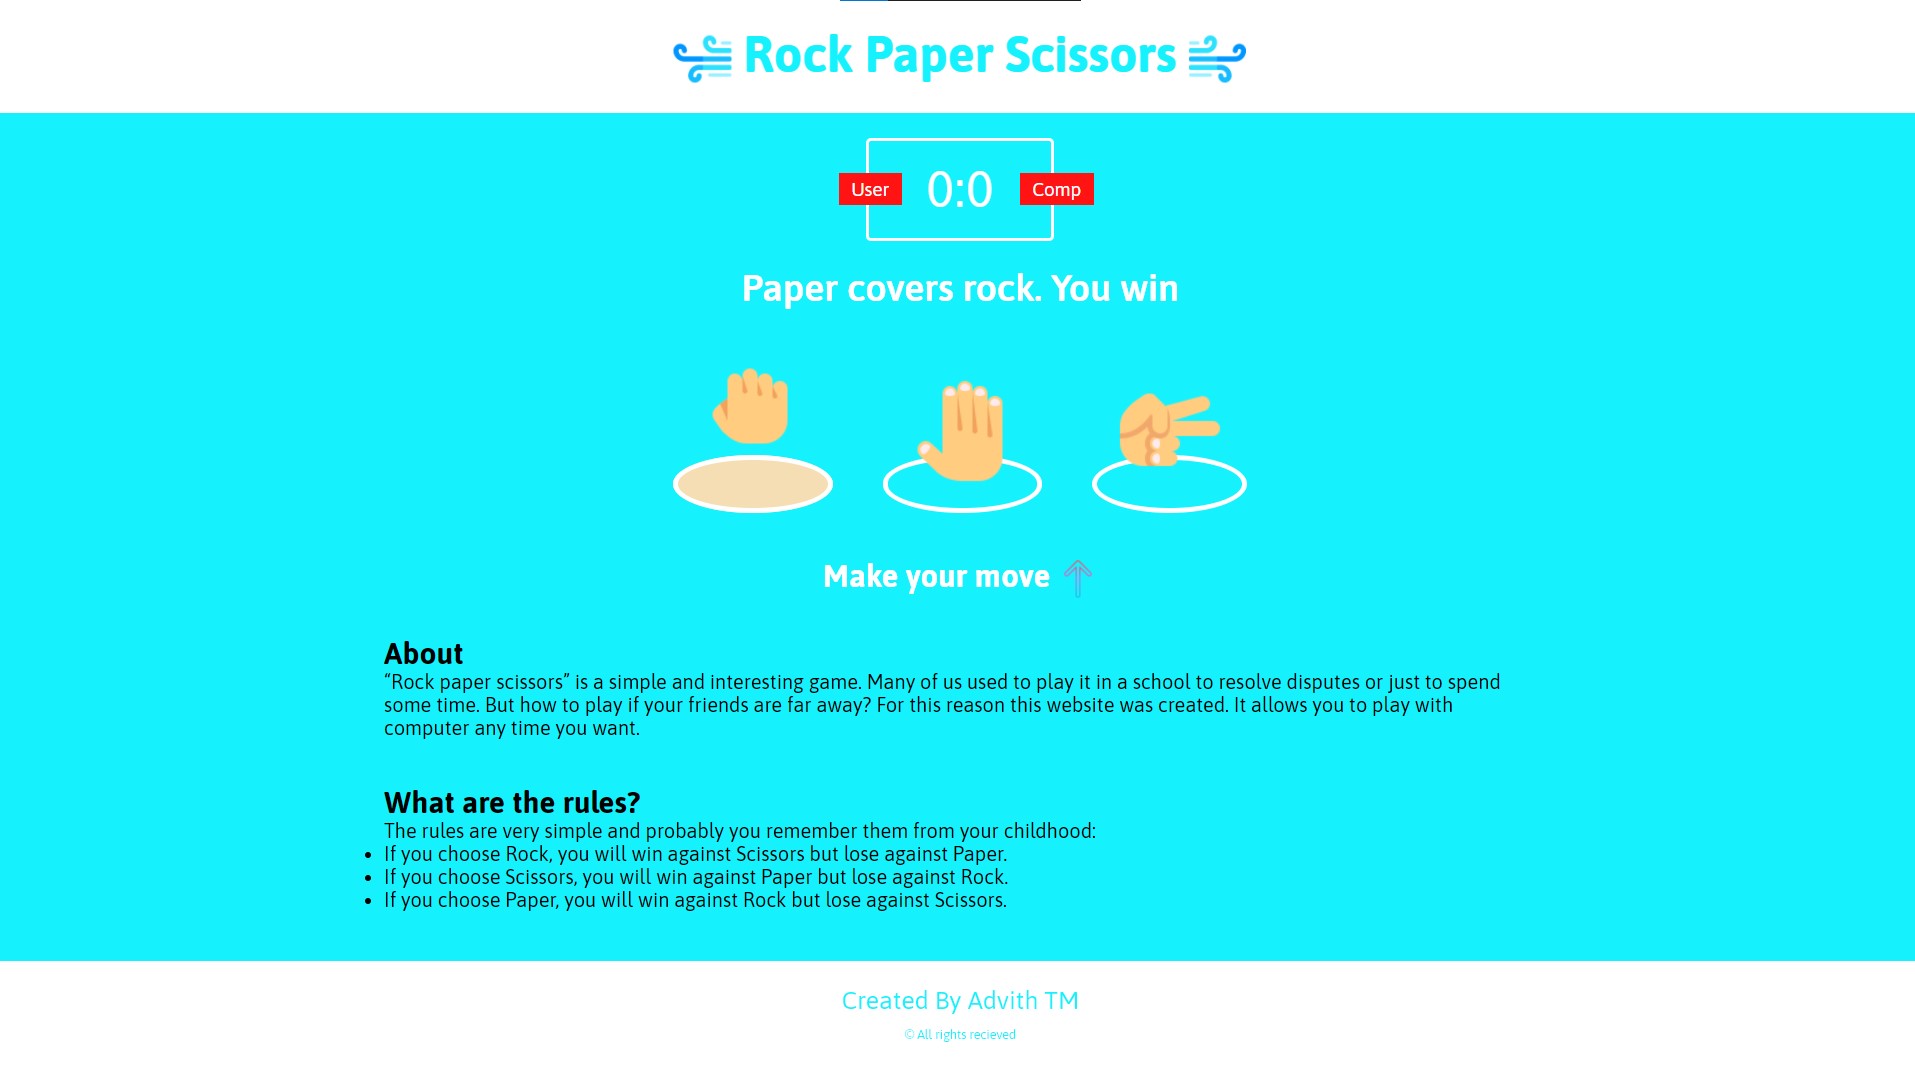 Rock Paper Scissors
User
0:0
Comp
Paper covers rock. You win
Make your move
About
“Rock paper scissors” is a simple and interesting game. Many of us used to play it in a school to resolve disputes or just to spend
some time. But how to play if your friends are far away? For this reason this website was created. It allows you to play with
computer any time you want.
What are the rules?
The rules are very simple and probably you remember them from your childhood:
• If you choose Rock, you will win against Scissors but lose against Paper.
• If you choose Scissors, you will win against Paper but lose against Rock.
• If you choose Paper, you will win against Rock but lose against Scissors.
Created By Advith TM
© All rights recieved